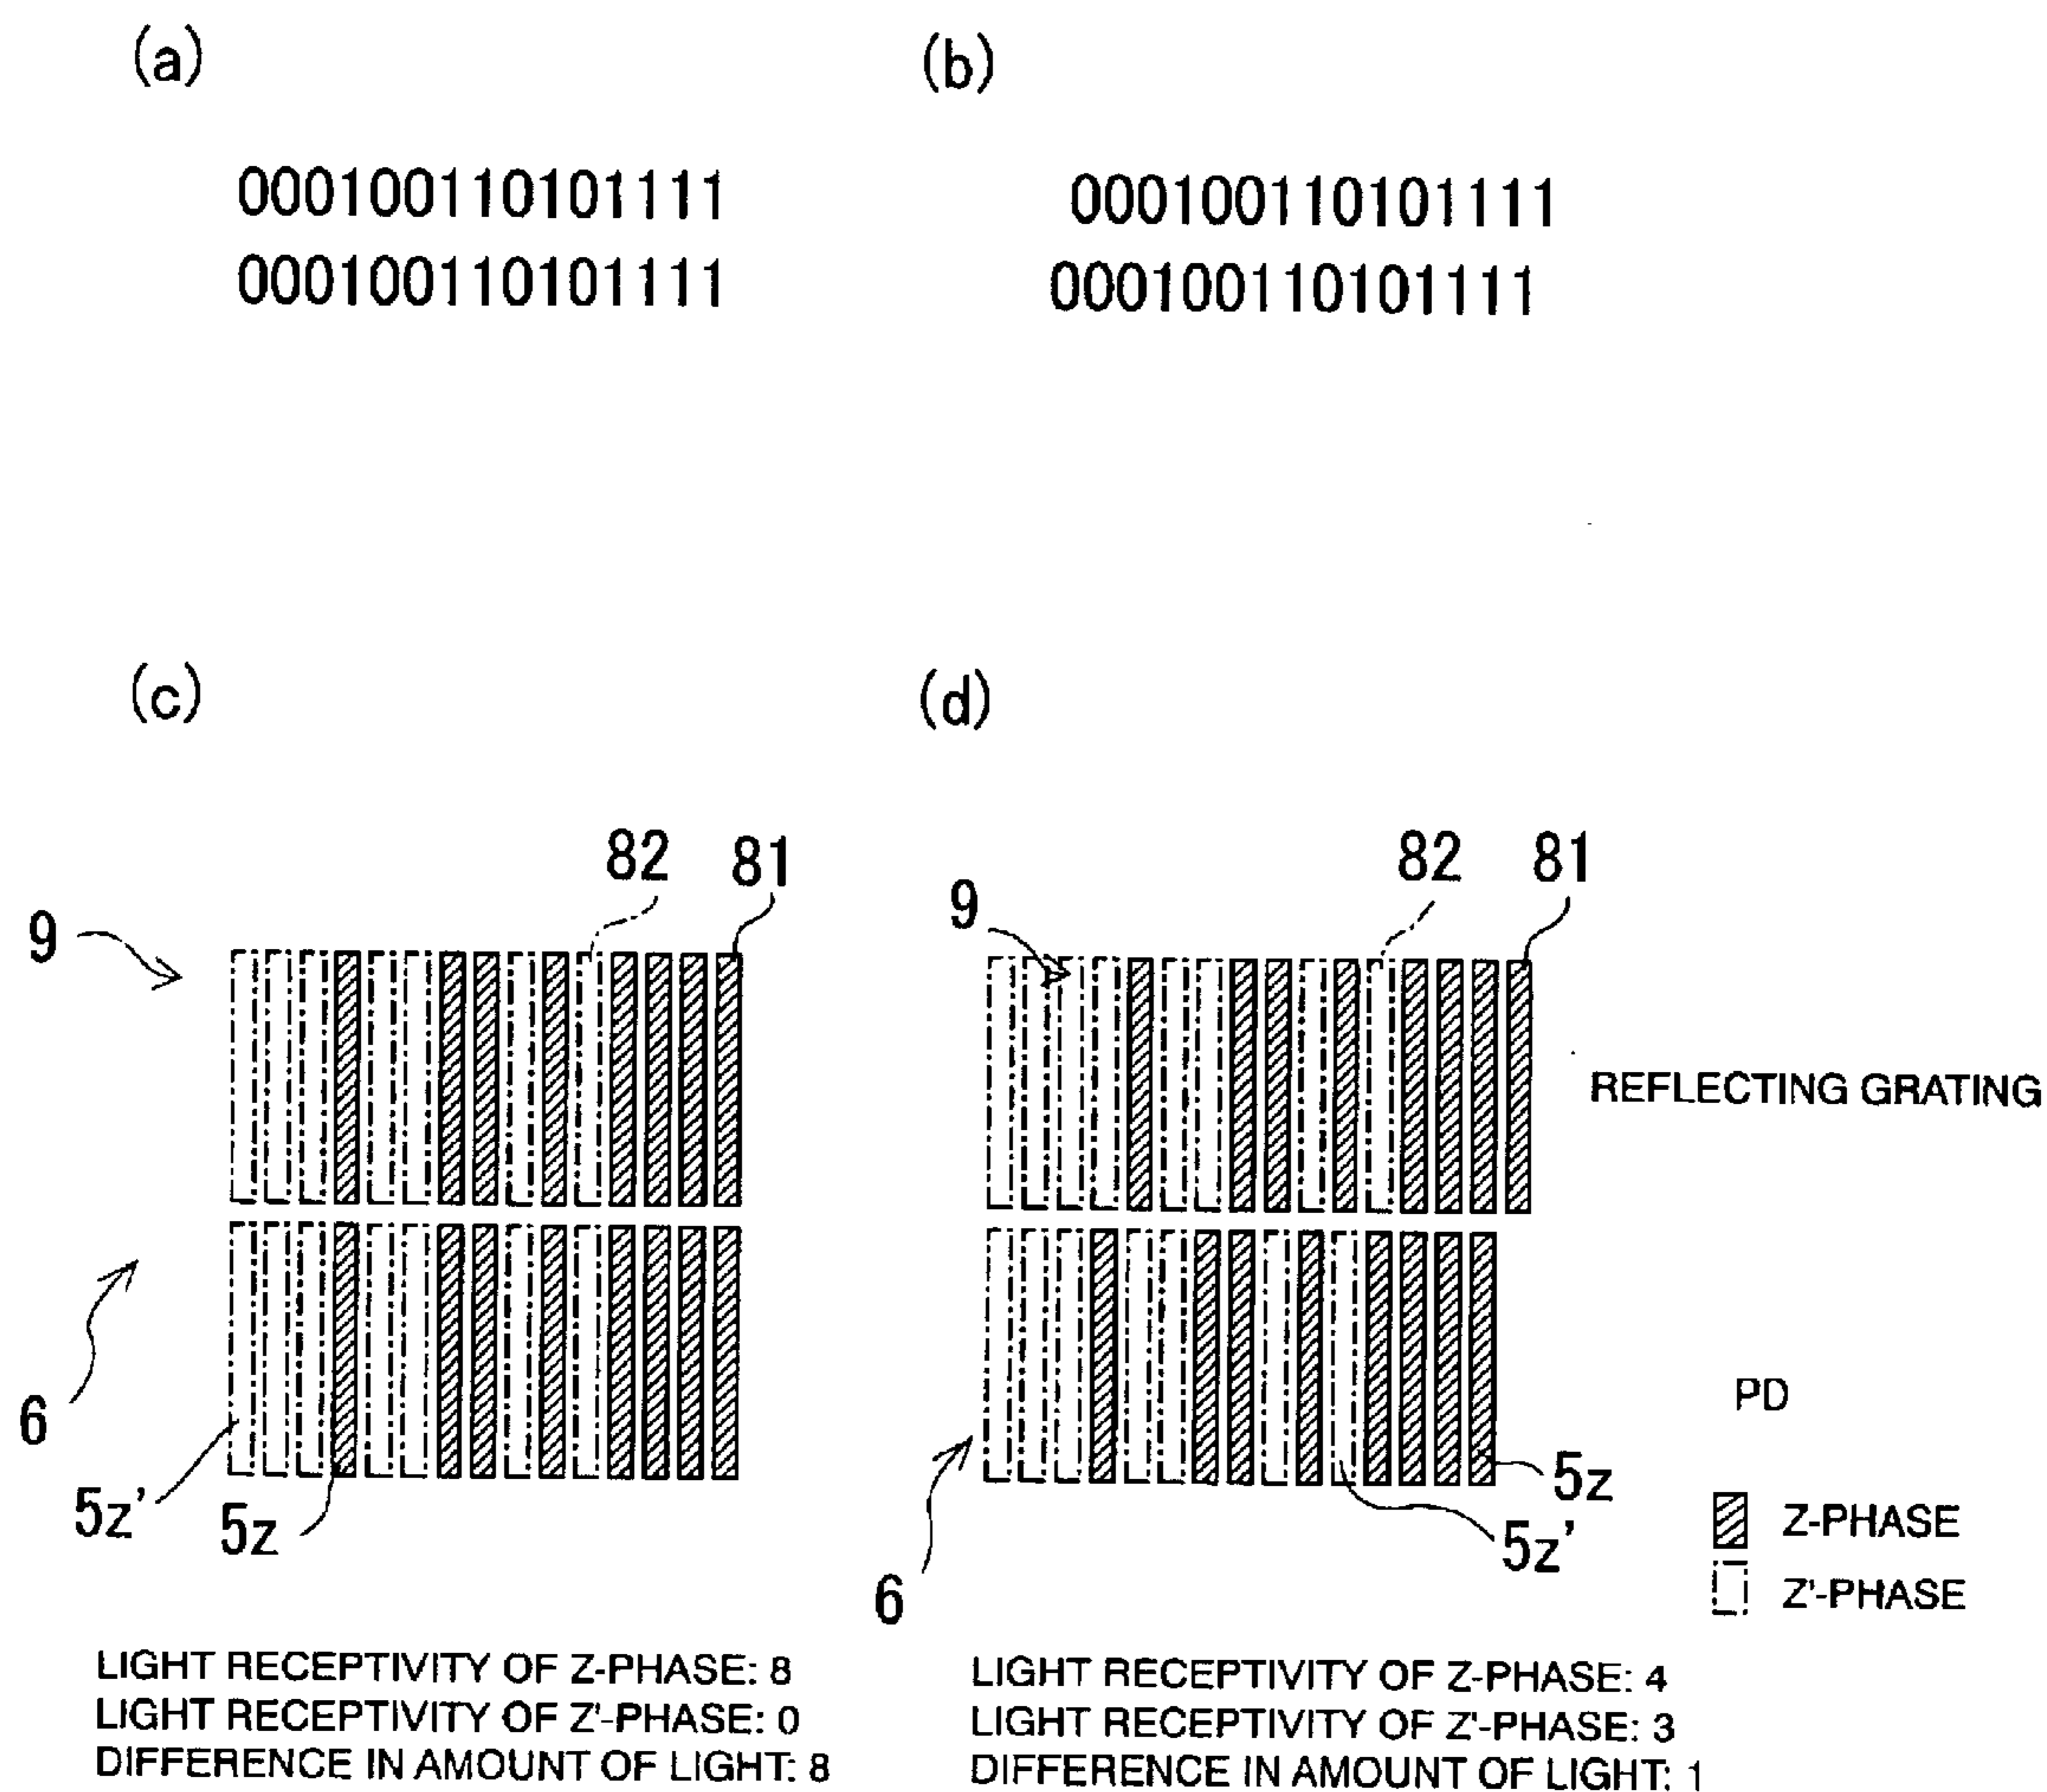 (a)
000100110101111
000100110101111
(b)
000100110101111
000100110101111
(c)
82
81
9
6
5z'
5z
LIGHT RECEPTIVITY OF Z-PHASE: 8
LIGHT RECEPTIVITY OF Z'-PHASE: 0
DIFFERENCE IN AMOUNT OF LIGHT: 8
(d)
82
81
9
REFLECTING GRATING
PD
5z
5z'
6
Z-PHASE
Z'-PHASE
LIGHT RECEPTIVITY OF Z-PHASE: 4
LIGHT RECEPTIVITY OF Z'-PHASE: 3
DIFFERENCE IN AMOUNT OF LIGHT: 1